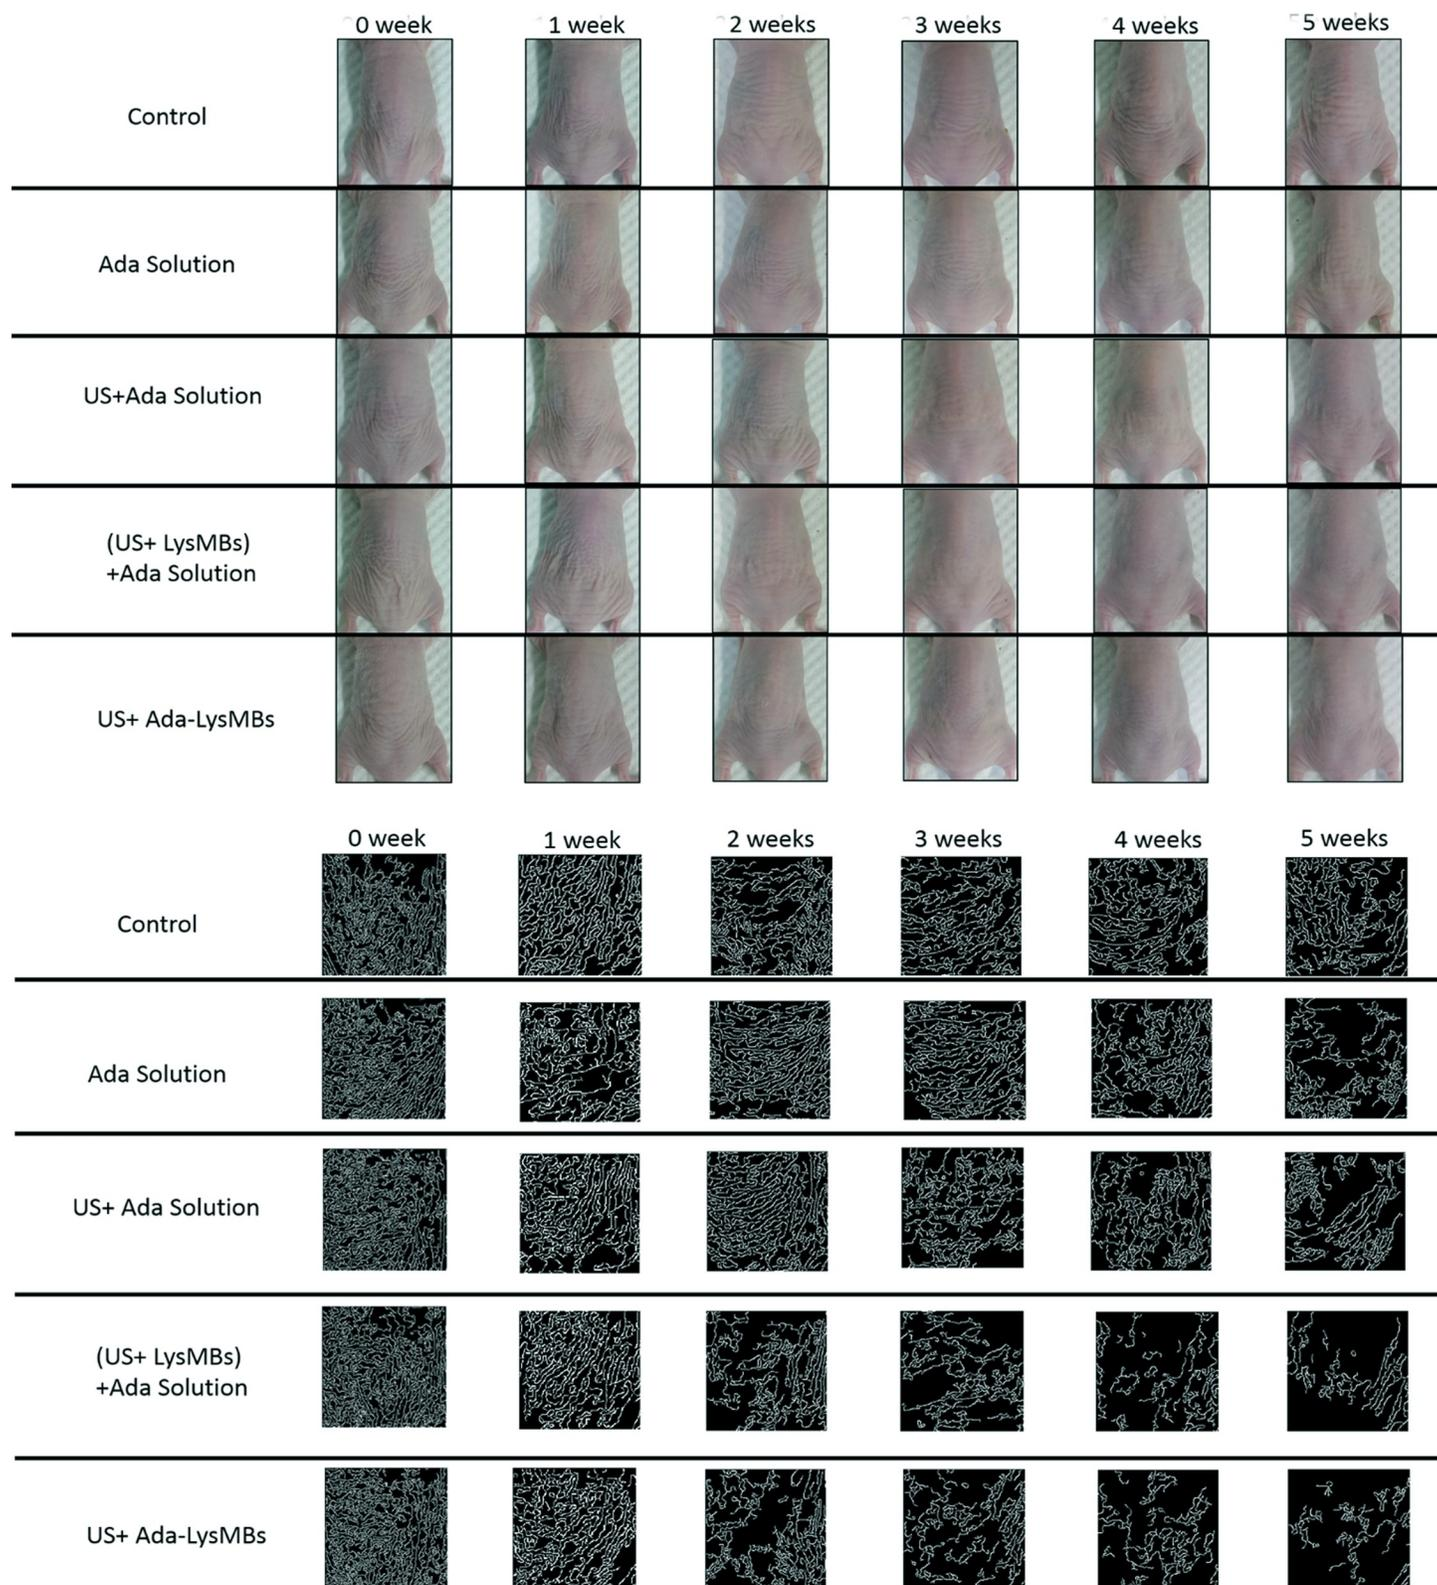 0 week 1 week 2 weeks 3 weeks 4 weeks 5 weeks
Control
Ada Solution
US+Ada Solution
(US+ LysMBs)
+Ada Solution
US+ Ada-LysMBs
0 week 1 week 2 weeks 3 weeks 4 weeks 5 weeks
Control
Ada Solution
US+ Ada Solution
(US+ LysMBs)
+Ada Solution
US+ Ada-LysMBs